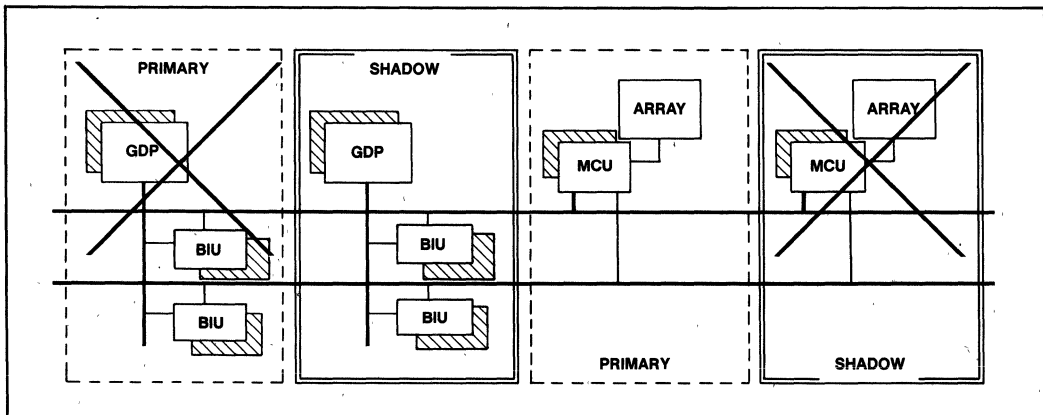 PRIMARY
GDP
BIU
BIU
SHADOW
GDP
BIU
BIU
ARRAY
MCU
PRIMARY
ARRAY
MCU
SHADOW